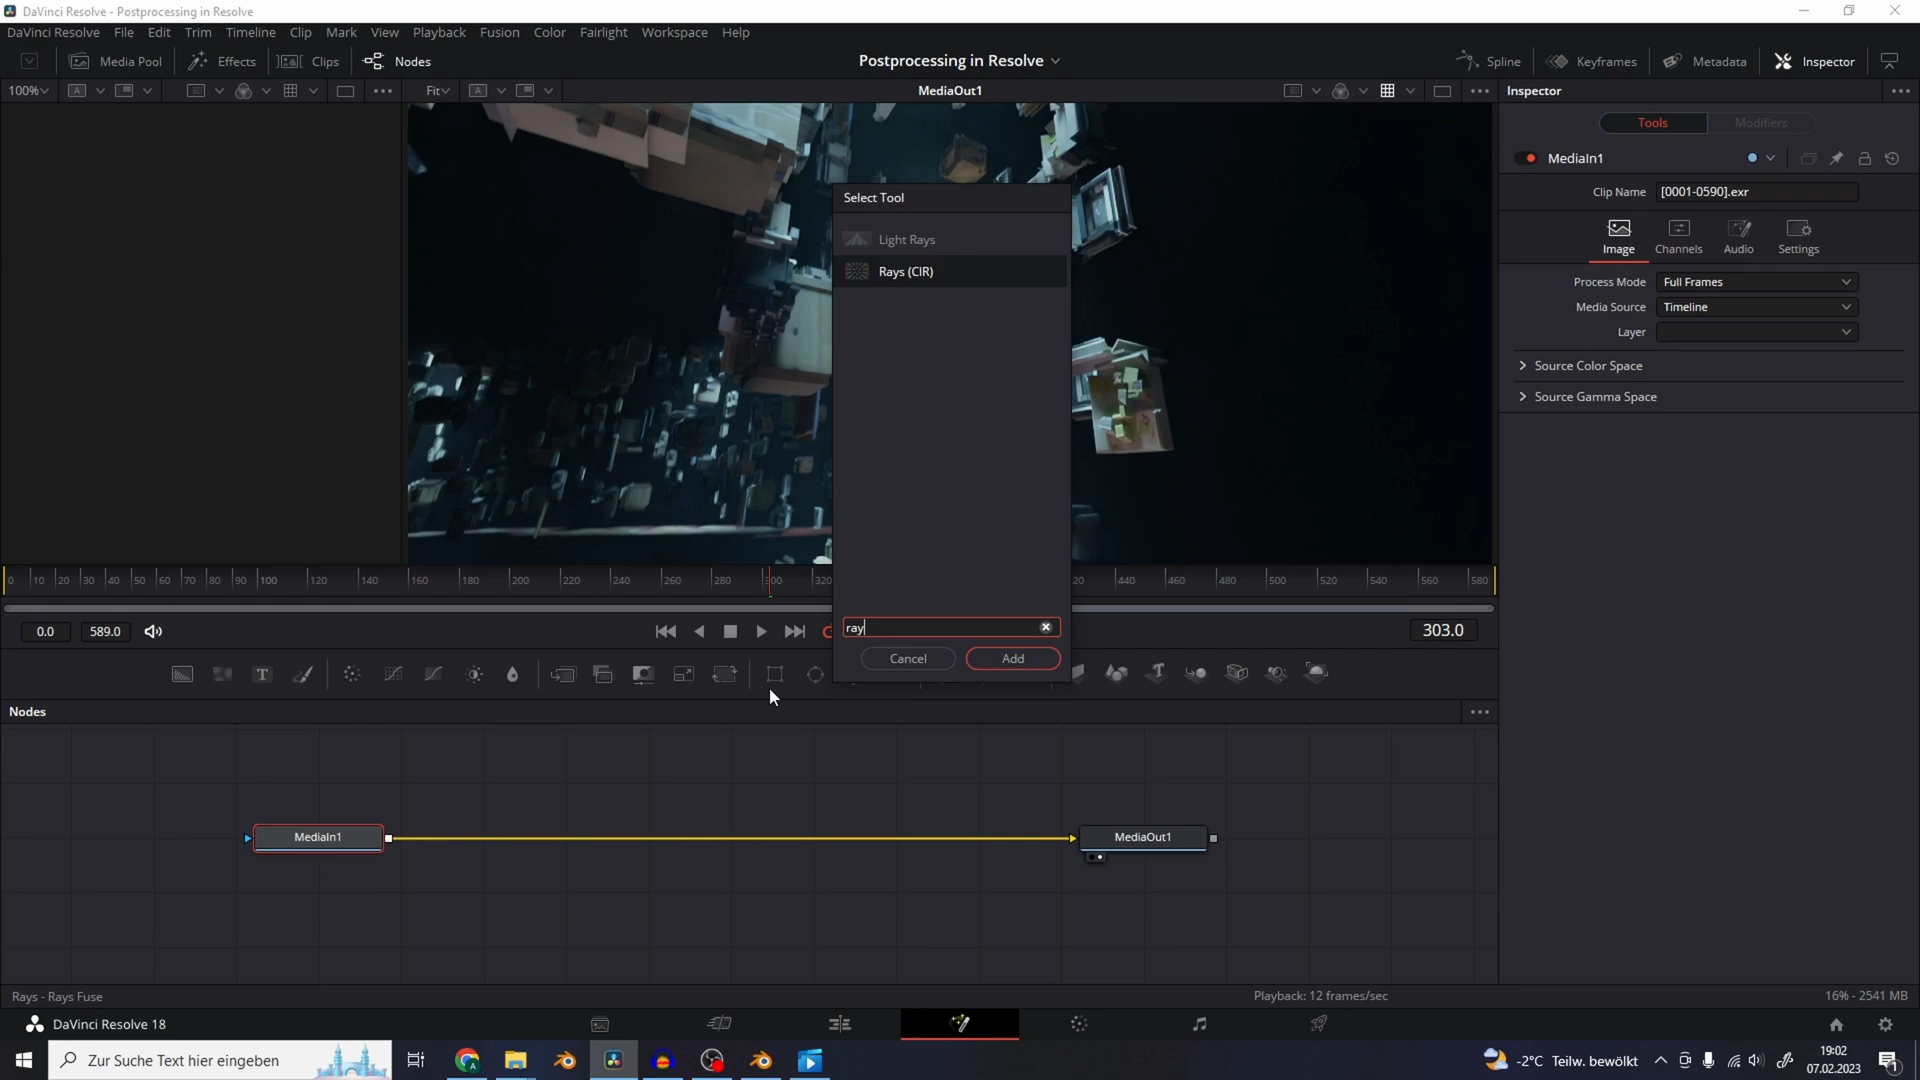 DaVinci Resolve - Postprocessing in Resolve
DaVinci Resolve File Edit Trim Timeline Clip Mark View Playback Fusion Color Fairlight Workspace Help
Media Pool Effects Clips Nodes Postprocessing in Resolve Spline Keyframes Metadata Inspector
100% A Fit A MediaOut1 Inspector
Tools Modifiers
MediaIn1
Clip Name [0001-0590].exr
Image Channels Audio Settings
Process Mode Full Frames
Media Source Timeline
Layer
Source Color Space
Source Gamma Space
Select Tool
Light Rays
Rays (CIR)
ray
Cancel Add
0 10 20 30 40 50 60 70 80 90 100 120 140 160 180 200 220 240 260 280 300 320 420 440 460 480 500 520 540 560 580
0.0 589.0 303.0
Nodes
MediaIn1 MediaOut1
Rays - Rays Fuse Playback: 12 frames/sec 16% - 2541 MB
DaVinci Resolve 18
Zur Suche Text hier eingeben
-2°C Teilw. bewölkt
19:02
07.02.2023
1